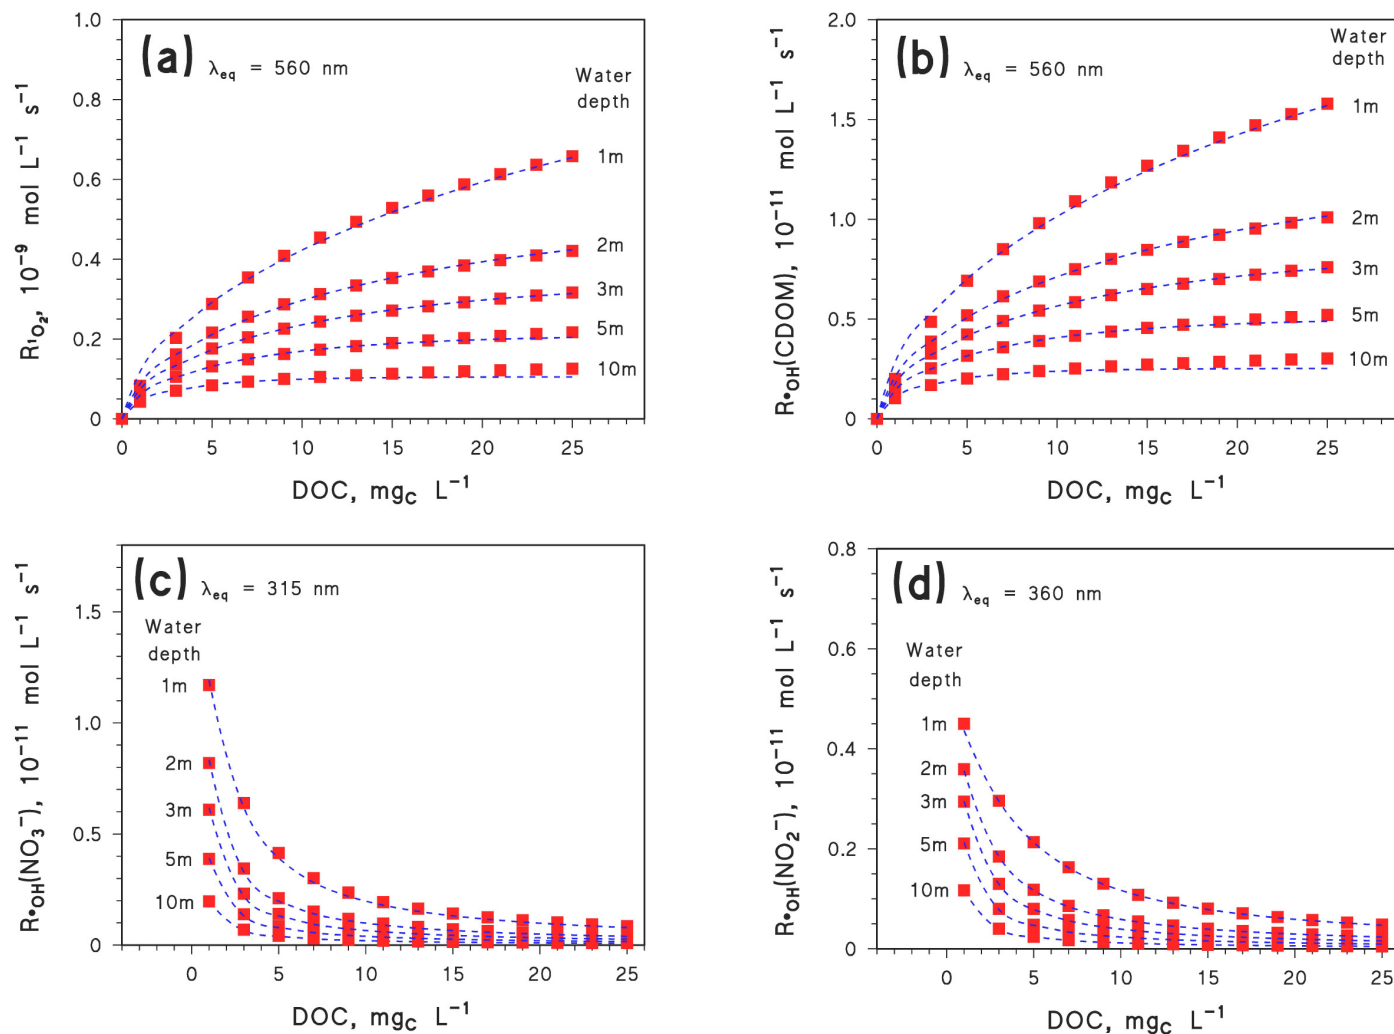 (a) λeq = 560 nm
Water
depth
1m
2m
3m
5m
10m
1.0
0.8
0.6
0.4
0.2
0
0 5 10 15 20 25
R¹O₂, 10⁻⁹ mol L⁻¹ s⁻¹
DOC, mgC L⁻¹
(b) λeq = 560 nm
Water
depth
1m
2m
3m
5m
10m
2.0
1.5
1.0
0.5
0
0 5 10 15 20 25
R•OH(CDOM), 10⁻¹¹ mol L⁻¹ s⁻¹
DOC, mgC L⁻¹
(c) λeq = 315 nm
Water
depth
1m
2m
3m
5m
10m
1.5
1.0
0.5
0
0 5 10 15 20 25
R•OH(NO₃⁻), 10⁻¹¹ mol L⁻¹ s⁻¹
DOC, mgC L⁻¹
(d) λeq = 360 nm
Water
depth
1m
2m
3m
5m
10m
0.8
0.6
0.4
0.2
0
0 5 10 15 20 25
R•OH(NO₂⁻), 10⁻¹¹ mol L⁻¹ s⁻¹
DOC, mgC L⁻¹